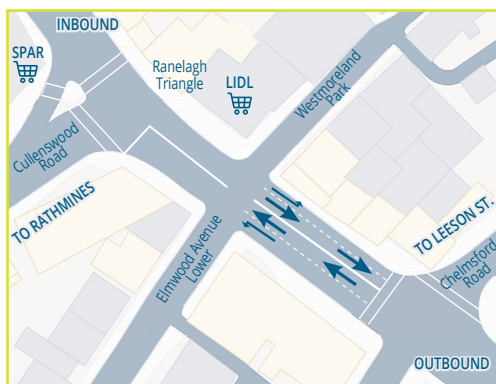 INBOUND
SPAR
Ranelagh
Triangle
LIDL
Westmoreland
Park
Cullenswood
Road
TO RATHMINES
Elmwood Avenue
Lower
TO LEESON ST.
Chelmsford
Road
OUTBOUND